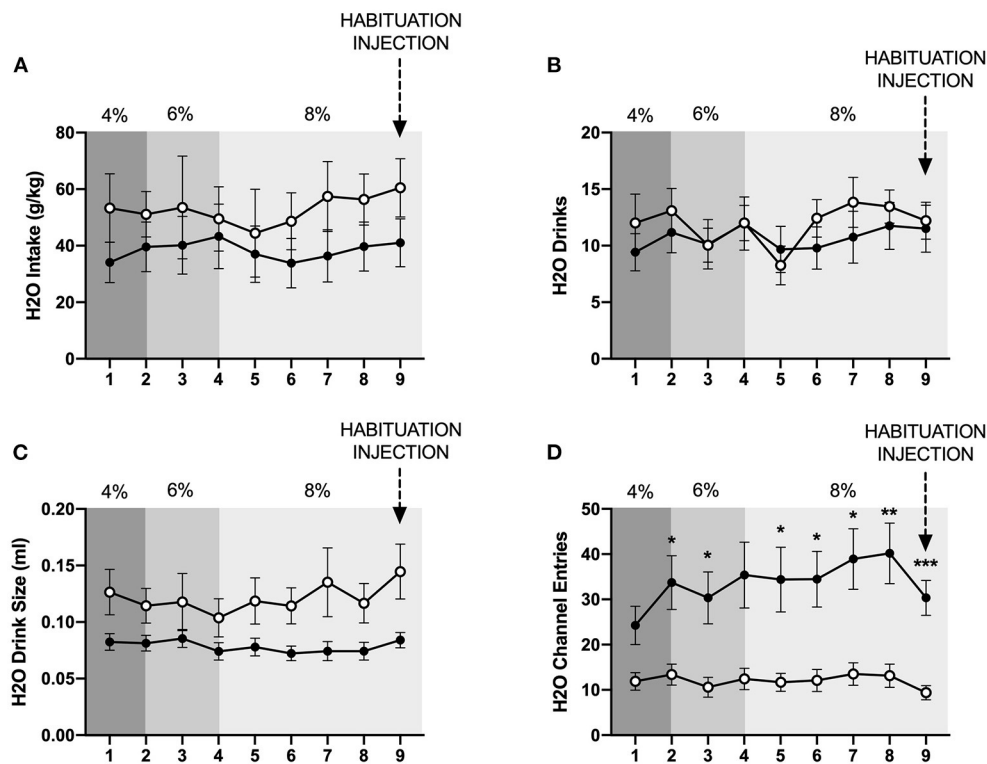 HABITUATION
INJECTION
A
4% 6% 8%
H2O Intake (g/kg)
80
60
40
20
0
1 2 3 4 5 6 7 8 9
HABITUATION
INJECTION
B
4% 6% 8%
H2O Drinks
20
15
10
5
0
1 2 3 4 5 6 7 8 9
HABITUATION
INJECTION
C
4% 6% 8%
H2O Drink Size (ml)
0.20
0.15
0.10
0.05
0.00
1 2 3 4 5 6 7 8 9
HABITUATION
INJECTION
D
4% 6% 8%
H2O Channel Entries
50
40
30
20
10
0
* * * * * ** ***
1 2 3 4 5 6 7 8 9